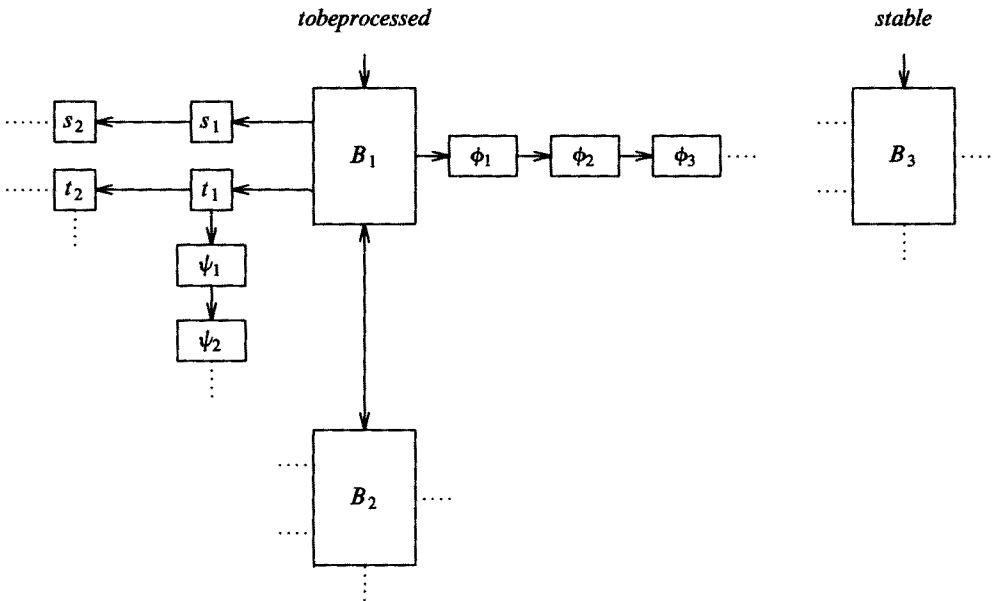 tobeprocessed stable
s₂ s₁ B₁ ϕ₁ ϕ₂ ϕ₃ B₃
t₂ t₁
ψ₁
ψ₂
B₂